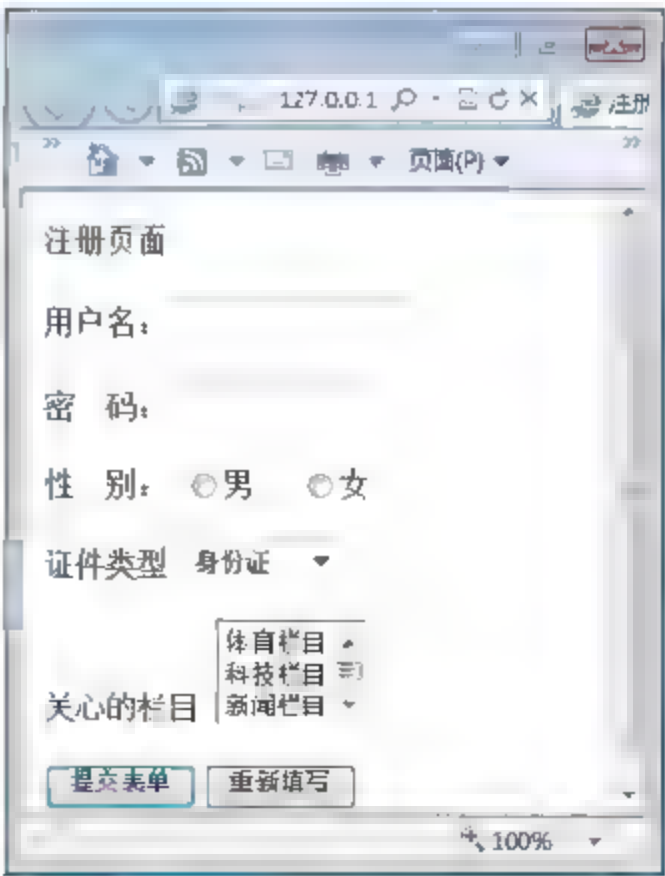 127.0.0.1
注册
页面(P)
注册页面
用户名：
密 码：
性 别： 男 女
证件类型 身份证
体育栏目
科技栏目
新闻栏目
关心的栏目
提交表单 重新填写
100%